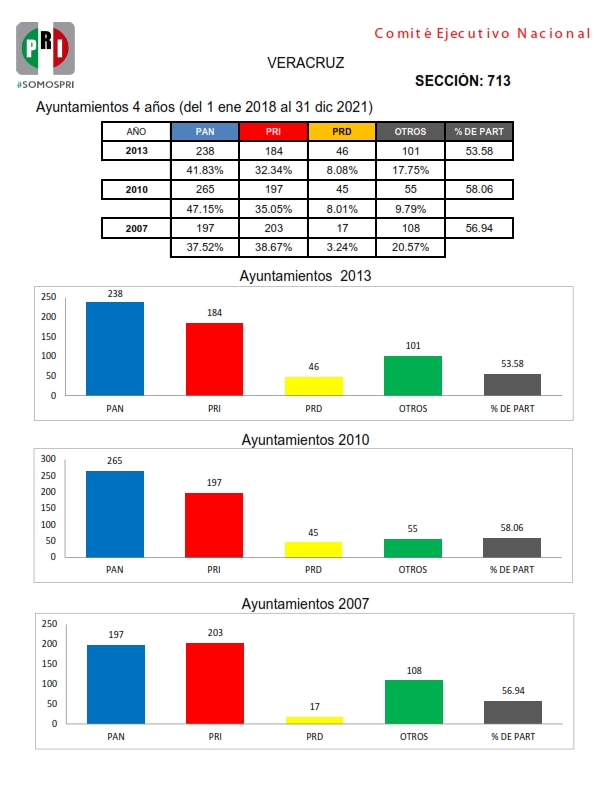 Comité Ejecutivo Nacional
PRI
#SOMOSPRI
VERACRUZ
SECCIÓN: 713
Ayuntamientos 4 años (del 1 ene 2018 al 31 dic 2021)
AÑO PAN PRI PRD OTROS % DE PART
2013 238 184 46 101 53.58
41.83% 32.34% 8.08% 17.75%
2010 265 197 45 55 58.06
47.15% 35.05% 8.01% 9.79%
2007 197 203 17 108 56.94
37.52% 38.67% 3.24% 20.57%
Ayuntamientos 2013
250
200
150
100
50
0
238 184 46 101 53.58
PAN PRI PRD OTROS % DE PART
Ayuntamientos 2010
300
250
200
150
100
50
0
265 197 45 55 58.06
PAN PRI PRD OTROS % DE PART
Ayuntamientos 2007
250
200
150
100
50
0
197 203 17 108 56.94
PAN PRI PRD OTROS % DE PART